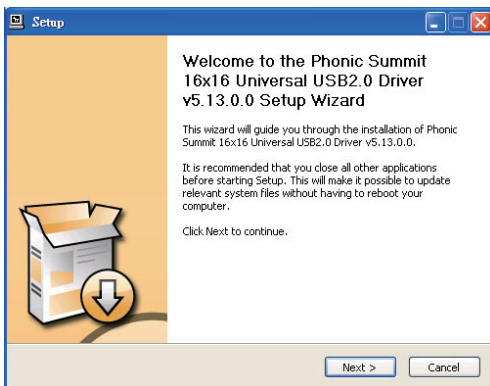 Setup
Welcome to the Phonic Summit
16x16 Universal USB2.0 Driver
v5.13.0.0 Setup Wizard
This wizard will guide you through the installation of Phonic
Summit 16x16 Universal USB2.0 Driver v5.13.0.0.
It is recommended that you close all other applications
before starting Setup. This will make it possible to update
relevant system files without having to reboot your
computer.
Click Next to continue.
Next > Cancel